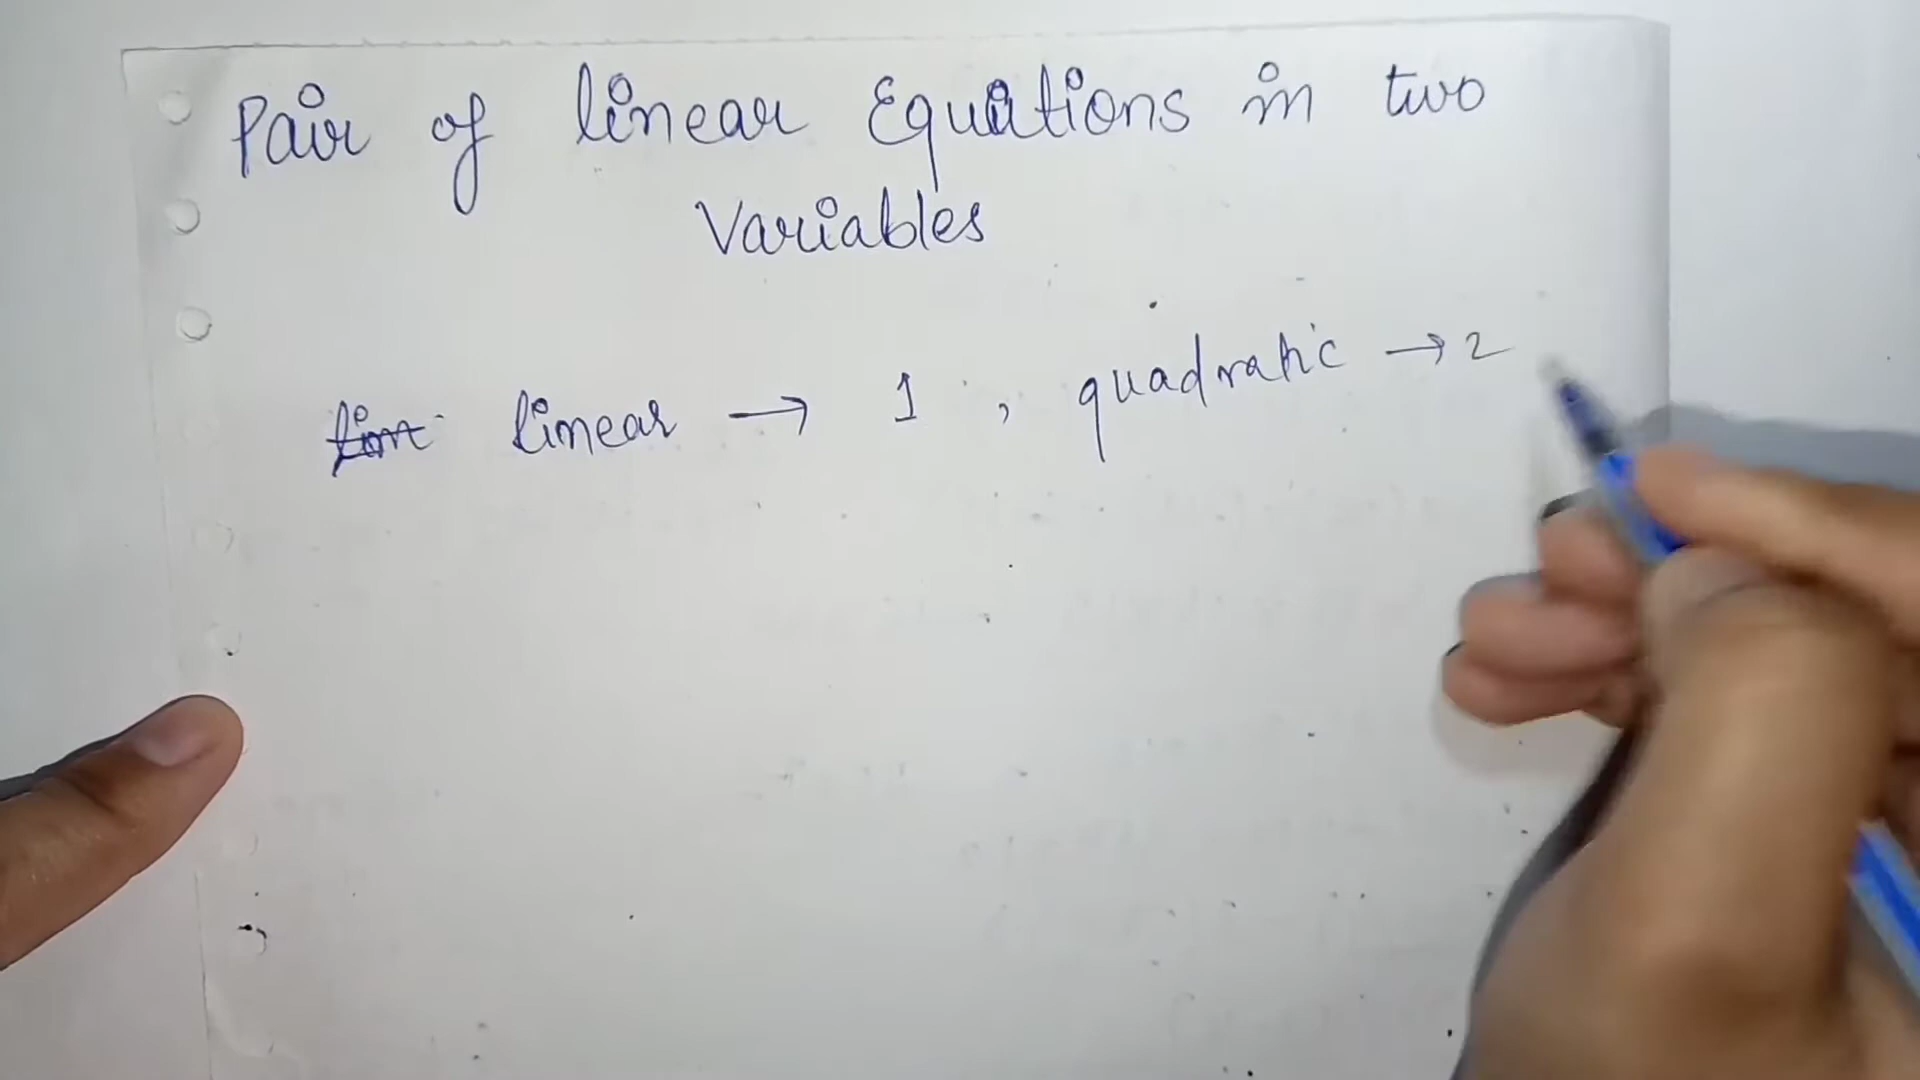 Pair of linear Equations in two
Variables
linear → 1 , quadratic → 2